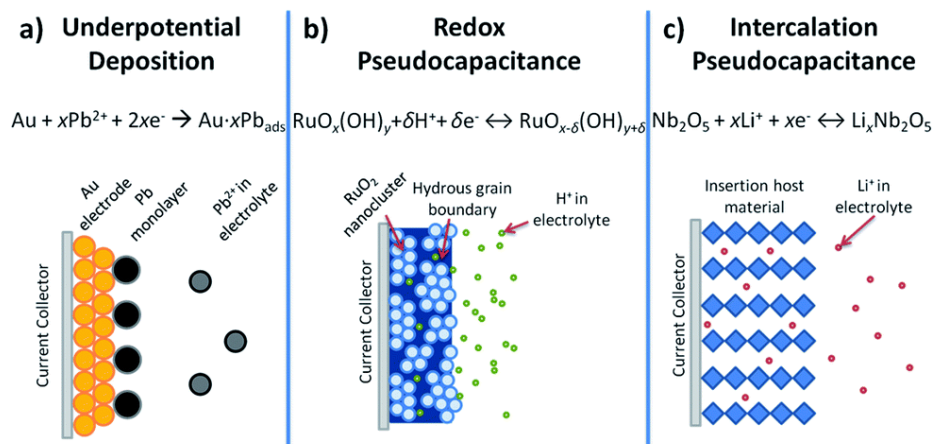 a) Underpotential
Deposition
Au + xPb²⁺ + 2xe⁻ → Au·xPb_ads
Au
electrode
Pb
monolayer
Pb²⁺ in
electrolyte
Current Collector
b) Redox
Pseudocapacitance
RuOₓ(OH)ᵧ+δH⁺+ δe⁻ ↔ RuOₓ₋δ(OH)ᵧ₊δ
RuO₂
nanocluster
Hydrous grain
boundary
H⁺ in
electrolyte
Current Collector
c) Intercalation
Pseudocapacitance
Nb₂O₅ + xLi⁺ + xe⁻ ↔ LiₓNb₂O₅
Insertion host
material
Li⁺ in
electrolyte
Current Collector